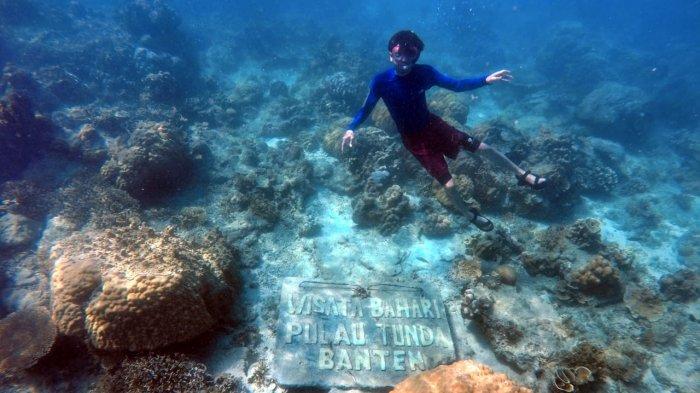 WISATA BAHARI
PULAU TUNDA
BANTEN